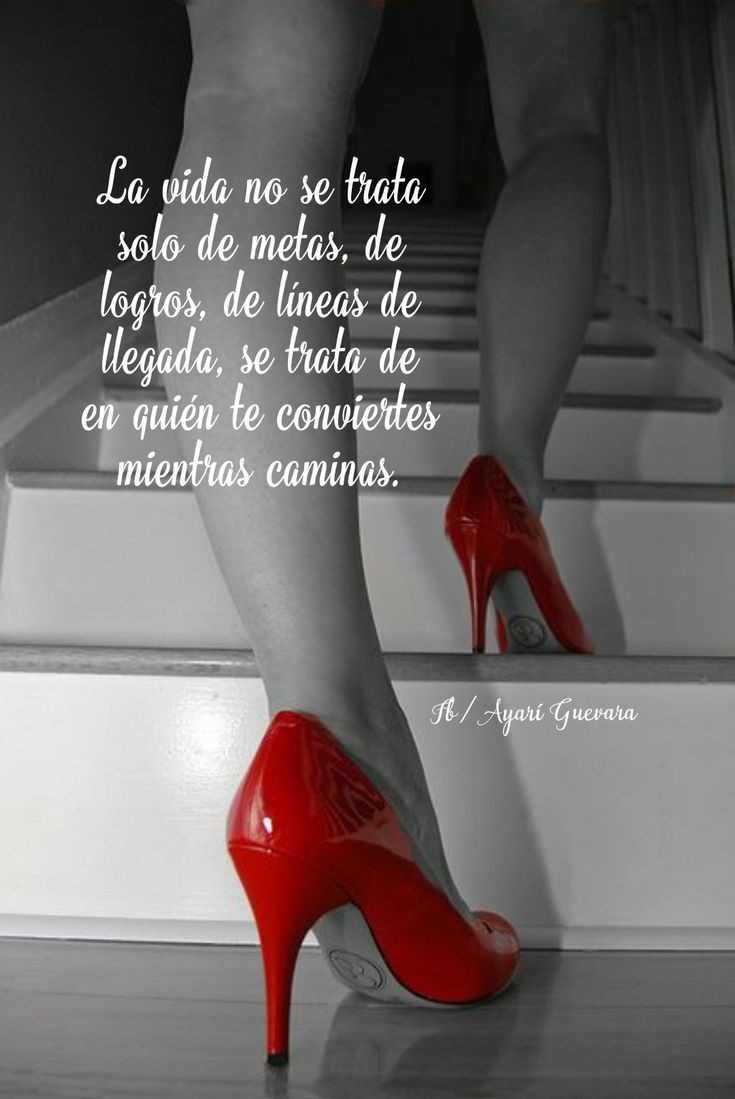 La vida no se trata
solo de metas, de
logros, de líneas de
llegada, se trata de
en quién te conviertes
mientras caminas.
fb/ Ayarí Guevara